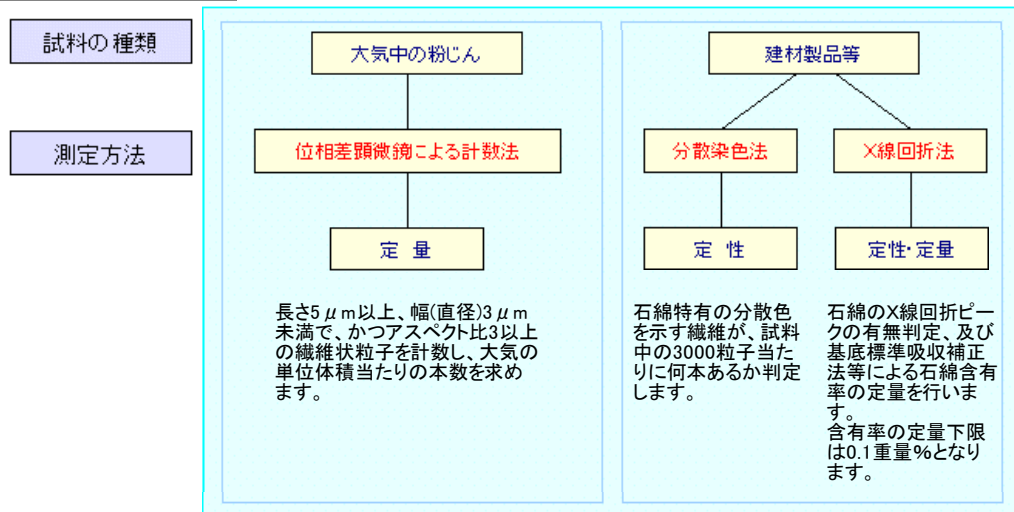 試料の種類
大気中の粉じん
建材製品等
測定方法
位相差顕微鏡による計数法
分散染色法
X線回折法
定 量
定 性
定性・定量
長さ5μm以上、幅(直径)3μm
未満で、かつアスペクト比3以上
の繊維状粒子を計数し、大気の
単位体積当たりの本数を求め
ます。
石綿特有の分散色
を示す繊維が、試料
中の3000粒子当た
りに何本あるか判定
します。
石綿のX線回折ピー
クの有無判定、及び
基底標準吸収補正
法等による石綿含有
率の定量を行いま
す。
含有率の定量下限
は0.1重量%となり
ます。